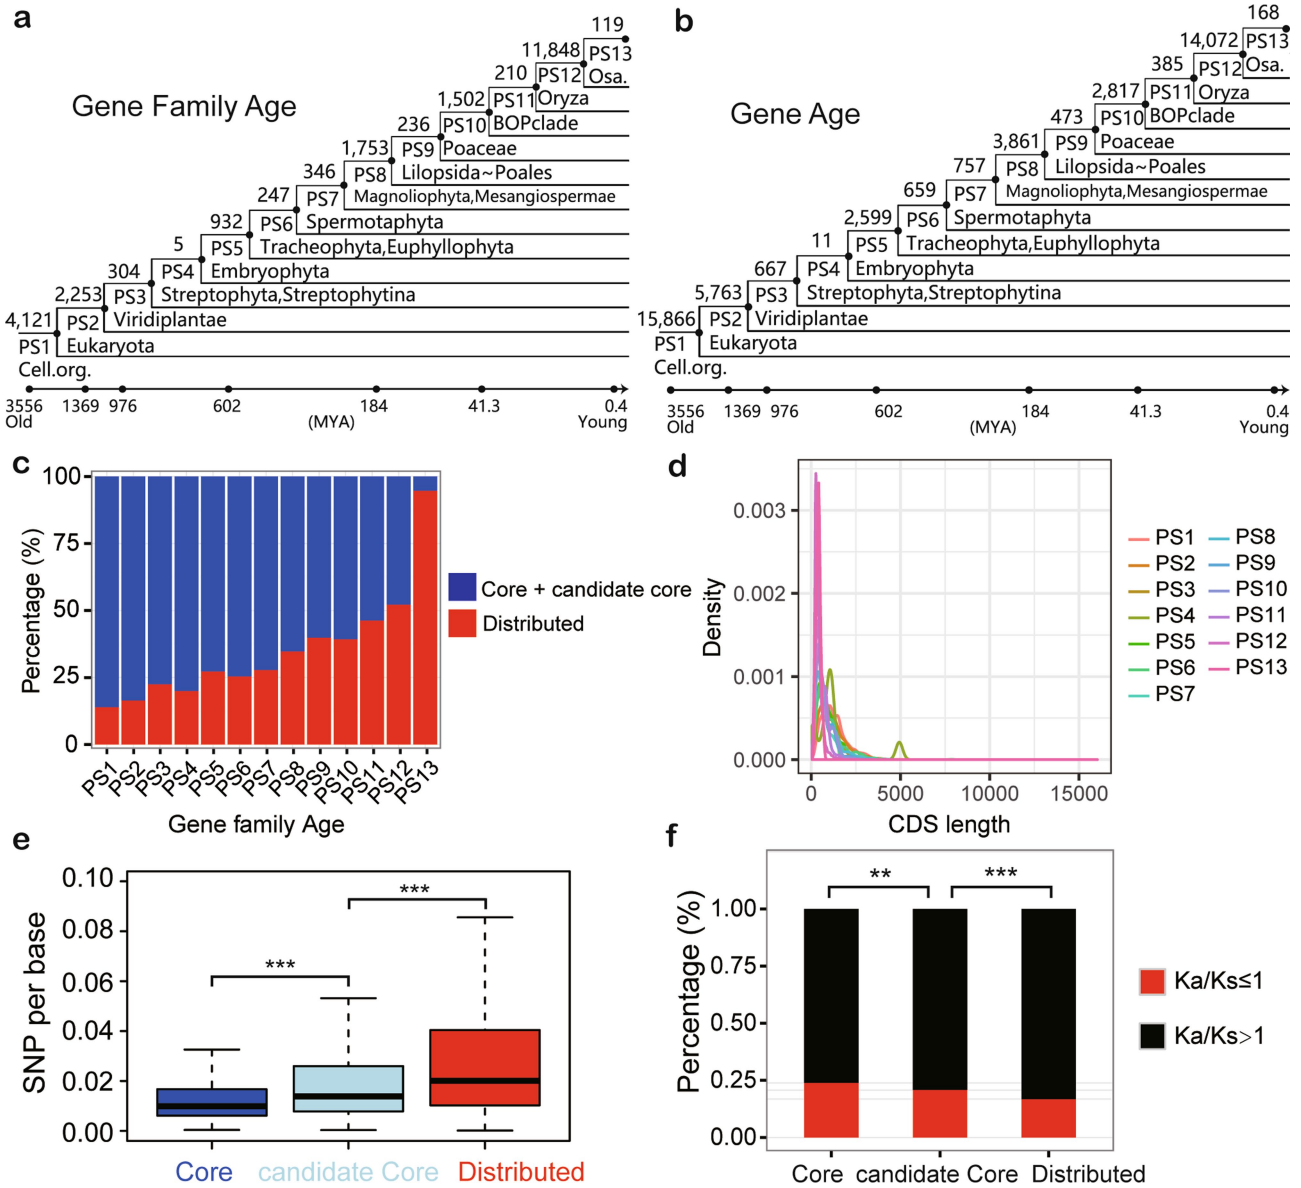 a
Gene Family Age
119
PS13
Osa.
11,848
PS12
Oryza
210
PS11
BOPclade
1,502
PS10
Poaceae
236
PS9
Lilopsida~Poales
1,753
PS8
Magnoliophyta,Mesangiospermae
346
PS7
Spermotaphyta
247
PS6
Tracheophyta,Euphyllophyta
932
PS5
Embryophyta
5
PS4
Streptophyta,Streptophytina
304
PS3
Viridiplantae
2,253
PS2
Eukaryota
4,121
PS1
Cell.org.
3556 1369 976 602 184 41.3 0.4
Old (MYA) Young
b
Gene Age
168
PS13
Osa.
14,072
PS12
Oryza
385
PS11
BOPclade
2,817
PS10
Poaceae
473
PS9
Lilopsida~Poales
3,861
PS8
Magnoliophyta,Mesangiospermae
757
PS7
Spermotaphyta
659
PS6
Tracheophyta,Euphyllophyta
2,599
PS5
Embryophyta
11
PS4
Streptophyta,Streptophytina
667
PS3
Viridiplantae
5,763
PS2
Eukaryota
15,866
PS1
Cell.org.
3556 1369 976 602 184 41.3 0.4
Old (MYA) Young
c
Percentage (%)
100
75
50
25
0
PS1 PS2 PS3 PS4 PS5 PS6 PS7 PS8 PS9 PS10 PS11 PS12 PS13
Gene family Age
Core + candidate core
Distributed
d
Density
0.003
0.002
0.001
0.000
0 5000 10000 15000
CDS length
PS1 PS8
PS2 PS9
PS3 PS10
PS4 PS11
PS5 PS12
PS6 PS13
PS7
e
SNP per base
0.10
0.08
0.06
0.04
0.02
0.00
***
***
Core candidate Core Distributed
f
Percentage (%)
1.00
0.75
0.50
0.25
0.00
** ***
Core candidate Core Distributed
Ka/Ks≤1
Ka/Ks>1